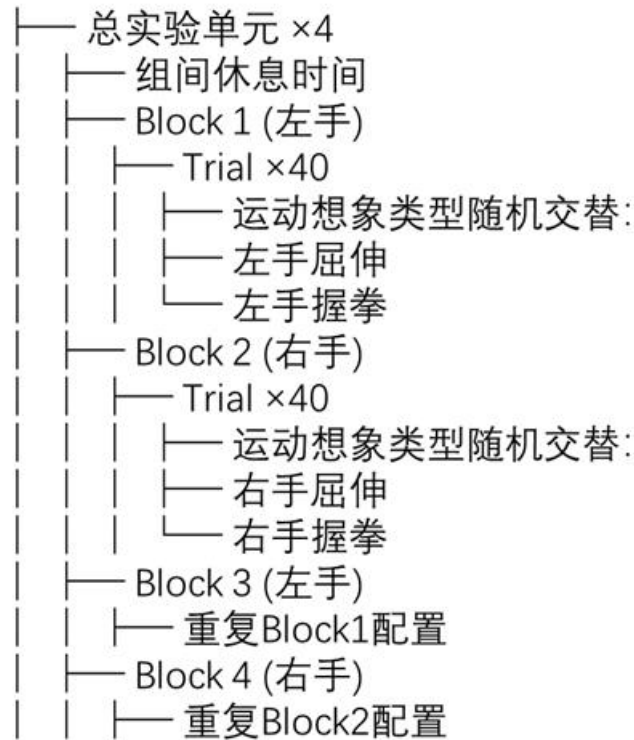 ├── 总实验单元 ×4
│ ├── 组间休息时间
│ ├── Block 1 (左手)
│ │ ├── Trial ×40
│ │ │ ├── 运动想象类型随机交替:
│ │ │ ├── 左手屈伸
│ │ │ └── 左手握拳
│ ├── Block 2 (右手)
│ │ ├── Trial ×40
│ │ │ ├── 运动想象类型随机交替:
│ │ │ ├── 右手屈伸
│ │ │ └── 右手握拳
│ ├── Block 3 (左手)
│ │ ├── 重复Block1配置
│ ├── Block 4 (右手)
│ │ ├── 重复Block2配置